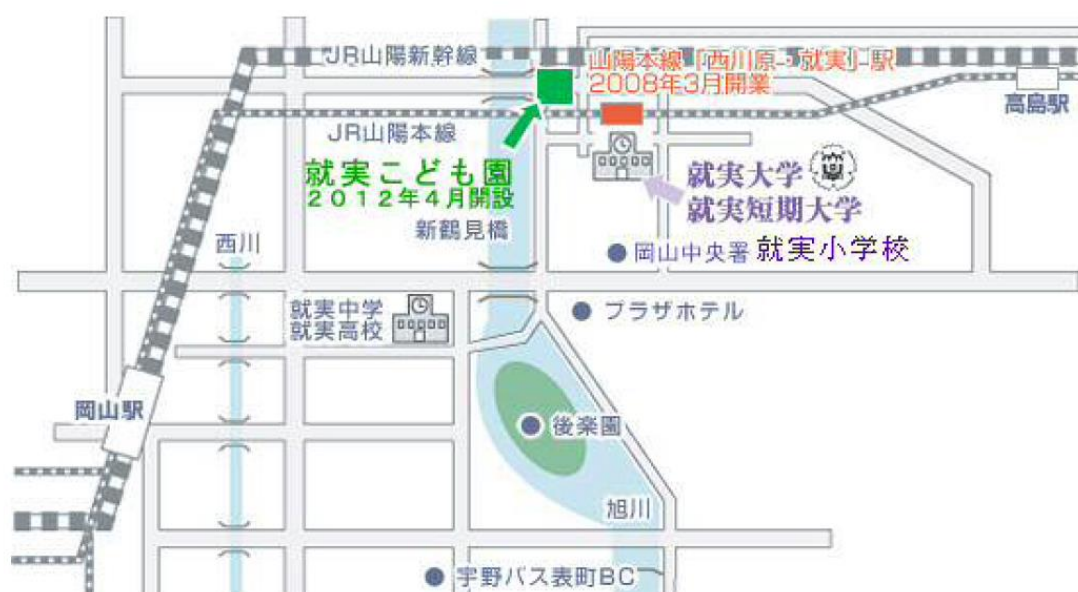 JR山陽新幹線
山陽本線「西川原・就実」駅
2008年3月開業
高島駅
JR山陽本線
就実こども園
2012年4月開設
就実大学
就実短期大学
新鶴見橋
西川
岡山中央署
就実小学校
就実中学
就実高校
プラザホテル
岡山駅
後楽園
旭川
宇野バス表町BC